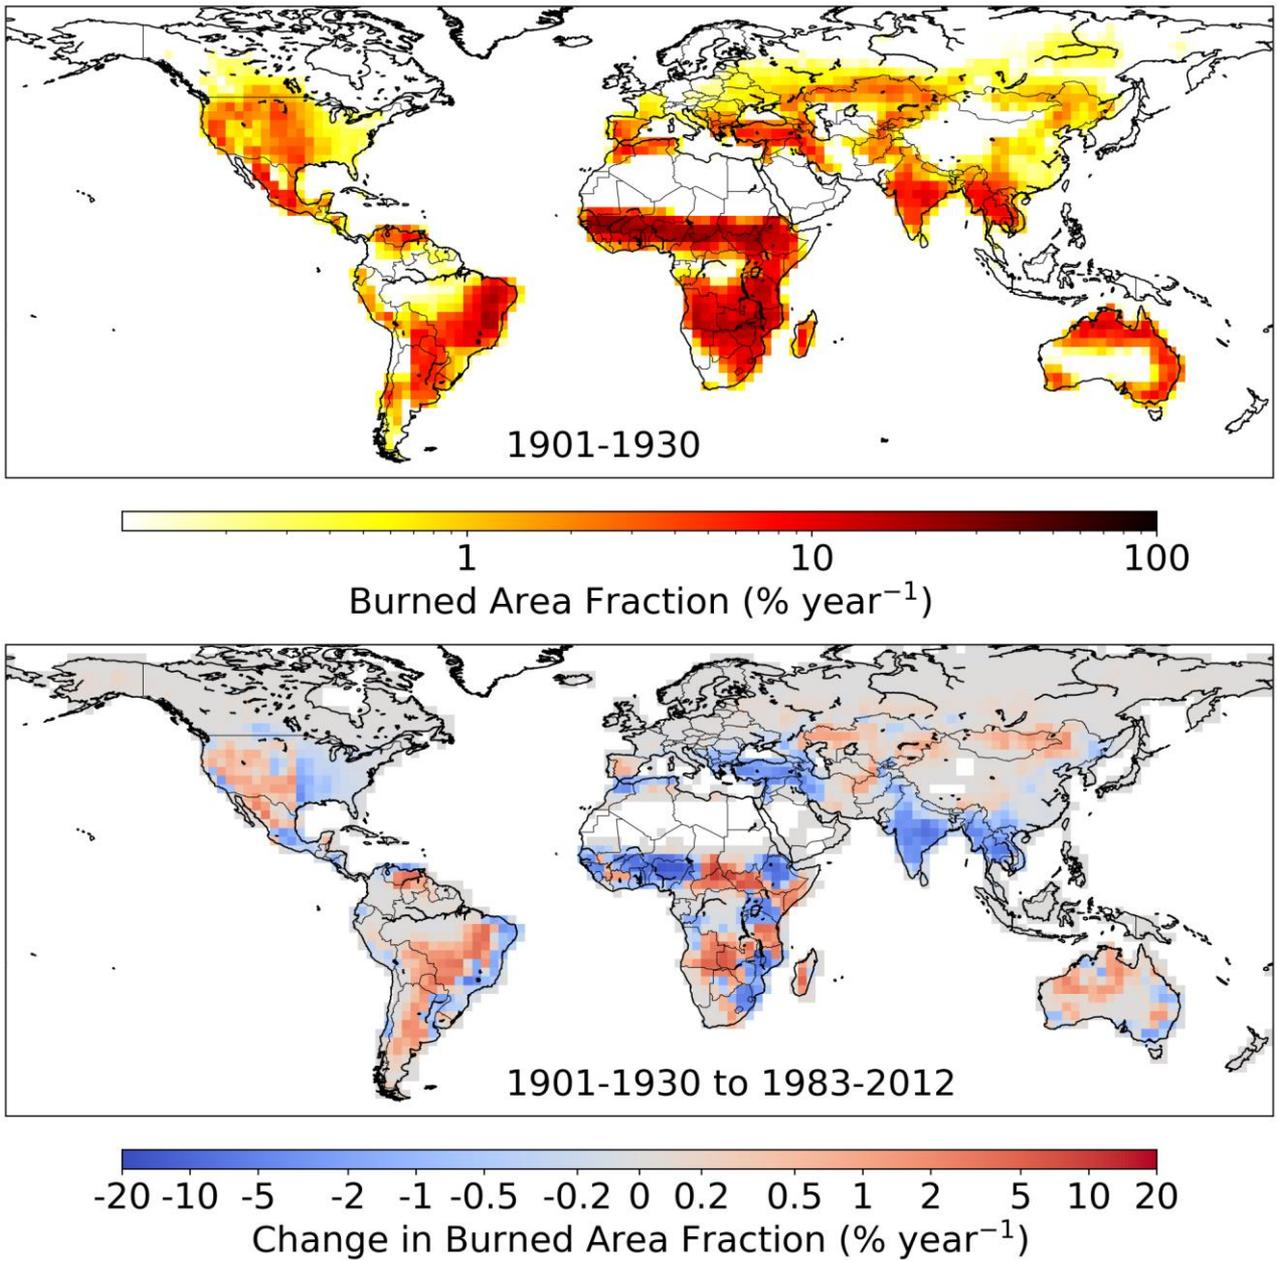 1901-1930
1 10 100
Burned Area Fraction (% year⁻¹)
1901-1930 to 1983-2012
-20 -10 -5 -2 -1 -0.5 -0.2 0 0.2 0.5 1 2 5 10 20
Change in Burned Area Fraction (% year⁻¹)